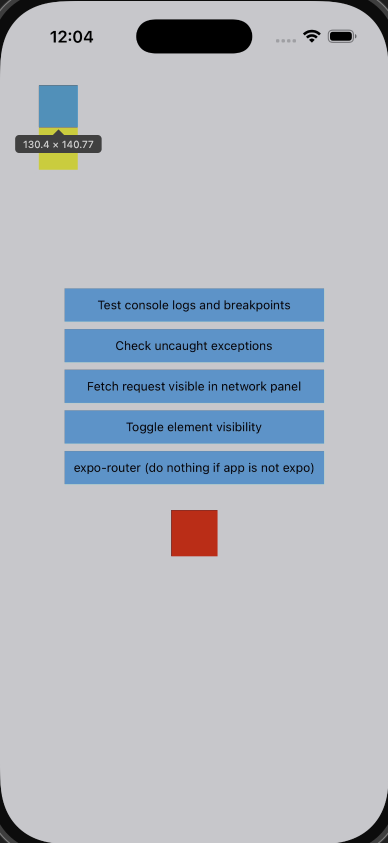 12:04
130.4 × 140.77
Test console logs and breakpoints
Check uncaught exceptions
Fetch request visible in network panel
Toggle element visibility
expo-router (do nothing if app is not expo)